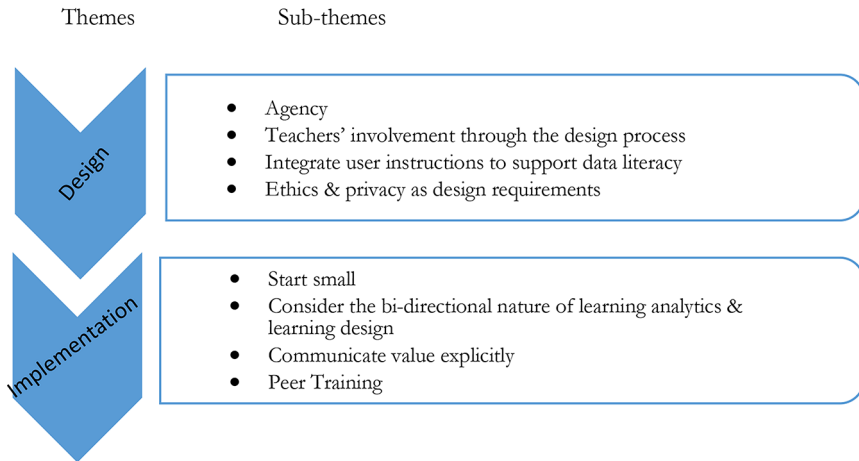 Themes Sub-themes
Design
• Agency
• Teachers’ involvement through the design process
• Integrate user instructions to support data literacy
• Ethics & privacy as design requirements
Implementation
• Start small
• Consider the bi-directional nature of learning analytics &
learning design
• Communicate value explicitly
• Peer Training